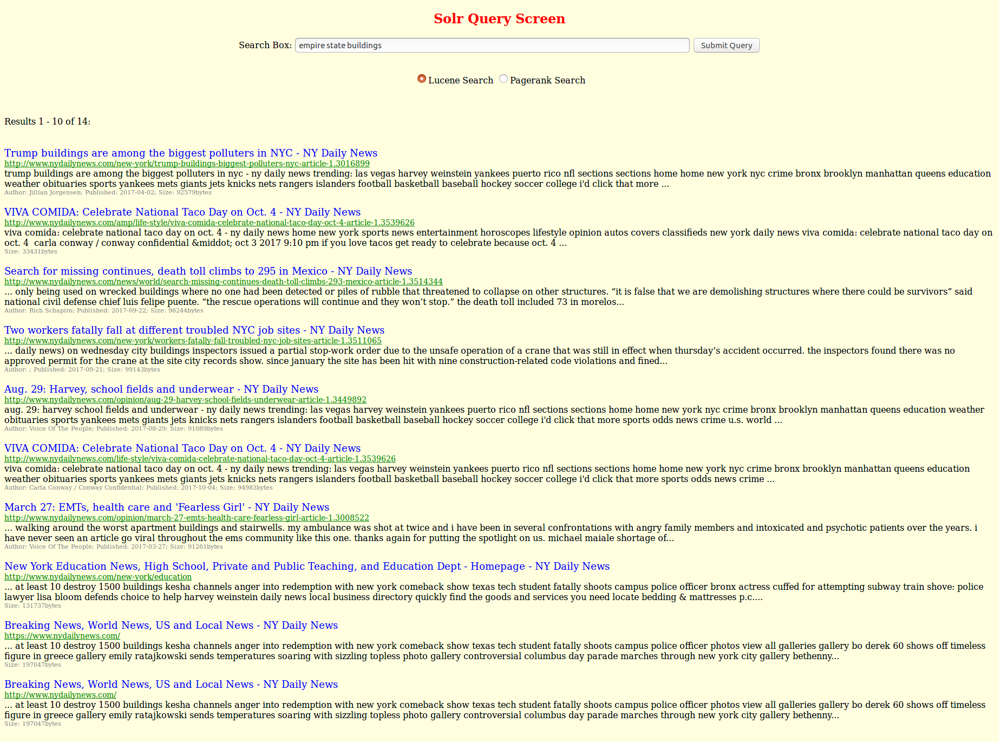 Solr Query Screen
Search Box: empire state buildings Submit Query
Lucene Search Pagerank Search
Results 1 - 10 of 14:
Trump buildings are among the biggest polluters in NYC - NY Daily News
http://www.nydailynews.com/new-york/trump-buildings-biggest-polluters-nyc-article-1.3016899
trump buildings are among the biggest polluters in nyc - ny daily news trending: las vegas harvey weinstein yankees puerto rico nfl sections sections home home new york nyc crime bronx brooklyn manhattan queens education
weather obituaries sports yankees mets giants jets knicks nets rangers islanders football basketball baseball hockey soccer college i'd click that more ...
Author: Jillian Jorgensen; Published: 2017-04-02; Size: 92579bytes
VIVA COMIDA: Celebrate National Taco Day on Oct. 4 - NY Daily News
http://www.nydailynews.com/amp/life-style/viva-comida-celebrate-national-taco-day-oct-4-article-1.3539626
viva comida: celebrate national taco day on oct. 4 - ny daily news home new york sports news entertainment horoscopes lifestyle opinion autos covers classifieds new york daily news viva comida: celebrate national taco day on
oct. 4  carla conway / conway confidential &middot; oct 3 2017 9:10 pm if you love tacos get ready to celebrate because oct. 4 ...
Size: 33431bytes
Search for missing continues, death toll climbs to 295 in Mexico - NY Daily News
http://www.nydailynews.com/news/world/search-missing-continues-death-toll-climbs-293-mexico-article-1.3514344
... only being used on wrecked buildings where no one had been detected or piles of rubble that threatened to collapse on other structures. “it is false that we are demolishing structures where there could be survivors” said
national civil defense chief luis felipe puente. “the rescue operations will continue and they won’t stop.” the death toll included 73 in morelos...
Author: Rich Schapiro; Published: 2017-09-22; Size: 96244bytes
Two workers fatally fall at different troubled NYC job sites - NY Daily News
http://www.nydailynews.com/new-york/workers-fatally-fall-troubled-nyc-job-sites-article-1.3511065
... daily news) on wednesday city buildings inspectors issued a partial stop-work order due to the unsafe operation of a crane that was still in effect when thursday’s accident occurred. the inspectors found there was no
approved permit for the crane at the site city records show. since january the site has been hit with nine construction-related code violations and fined...
Author: ; Published: 2017-09-21; Size: 99143bytes
Aug. 29: Harvey, school fields and underwear - NY Daily News
http://www.nydailynews.com/opinion/aug-29-harvey-school-fields-underwear-article-1.3449892
aug. 29: harvey school fields and underwear - ny daily news trending: las vegas harvey weinstein yankees puerto rico nfl sections sections home home new york nyc crime bronx brooklyn manhattan queens education weather
obituaries sports yankees mets giants jets knicks nets rangers islanders football basketball baseball hockey soccer college i'd click that more sports odds news crime u.s. world ...
Author: Voice Of The People; Published: 2017-08-29; Size: 91089bytes
VIVA COMIDA: Celebrate National Taco Day on Oct. 4 - NY Daily News
http://www.nydailynews.com/life-style/viva-comida-celebrate-national-taco-day-oct-4-article-1.3539626
viva comida: celebrate national taco day on oct. 4 - ny daily news trending: las vegas harvey weinstein yankees puerto rico nfl sections sections home home new york nyc crime bronx brooklyn manhattan queens education
weather obituaries sports yankees mets giants jets knicks nets rangers islanders football basketball baseball hockey soccer college i'd click that more sports odds news crime ...
Author: Carla Conway / Conway Confidential; Published: 2017-10-04; Size: 94983bytes
March 27: EMTs, health care and 'Fearless Girl' - NY Daily News
http://www.nydailynews.com/opinion/march-27-emts-health-care-fearless-girl-article-1.3008522
... walking around the worst apartment buildings and stairwells. my ambulance was shot at twice and i have been in several confrontations with angry family members and intoxicated and psychotic patients over the years. i
have never seen an article go viral throughout the ems community like this one. thanks again for putting the spotlight on us. michael maiale shortage of...
Author: Voice Of The People; Published: 2017-03-27; Size: 91261bytes
New York Education News, High School, Private and Public Teaching, and Education Dept - Homepage - NY Daily News
http://www.nydailynews.com/new-york/education
... at least 10 destroy 1500 buildings kesha channels anger into redemption with new york comeback show texas tech student fatally shoots campus police officer bronx actress cuffed for attempting subway train shove: police
lawyer lisa bloom defends choice to help harvey weinstein daily news local business directory quickly find the goods and services you need locate bedding & mattresses p.c....
Size: 131737bytes
Breaking News, World News, US and Local News - NY Daily News
https://www.nydailynews.com/
... at least 10 destroy 1500 buildings kesha channels anger into redemption with new york comeback show texas tech student fatally shoots campus police officer photos view all galleries gallery bo derek 60 shows off timeless
figure in greece gallery emily ratajkowski sends temperatures soaring with sizzling topless photo gallery controversial columbus day parade marches through new york city gallery bethenny...
Size: 197047bytes
Breaking News, World News, US and Local News - NY Daily News
http://www.nydailynews.com/
... at least 10 destroy 1500 buildings kesha channels anger into redemption with new york comeback show texas tech student fatally shoots campus police officer photos view all galleries gallery bo derek 60 shows off timeless
figure in greece gallery emily ratajkowski sends temperatures soaring with sizzling topless photo gallery controversial columbus day parade marches through new york city gallery bethenny...
Size: 197047bytes